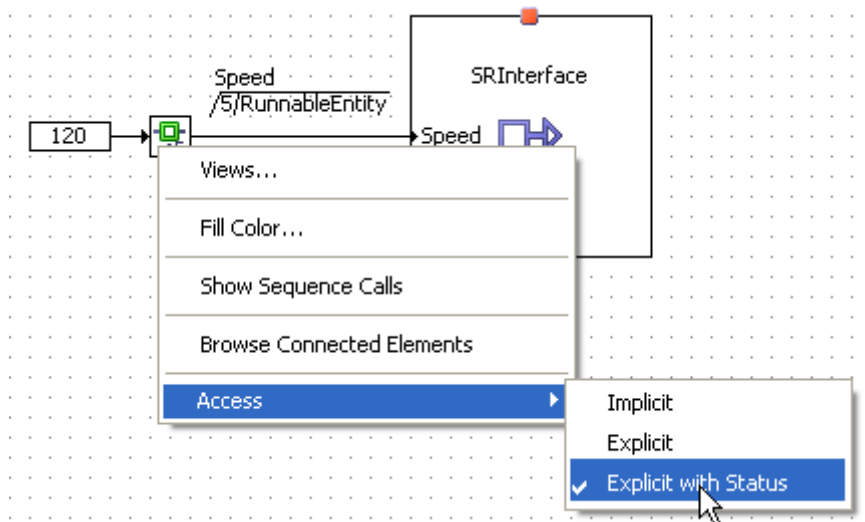 SRInterface
Speed
/5/RunnableEntity
120
Speed
Views...
Fill Color...
Show Sequence Calls
Browse Connected Elements
Access
Implicit
Explicit
Explicit with Status